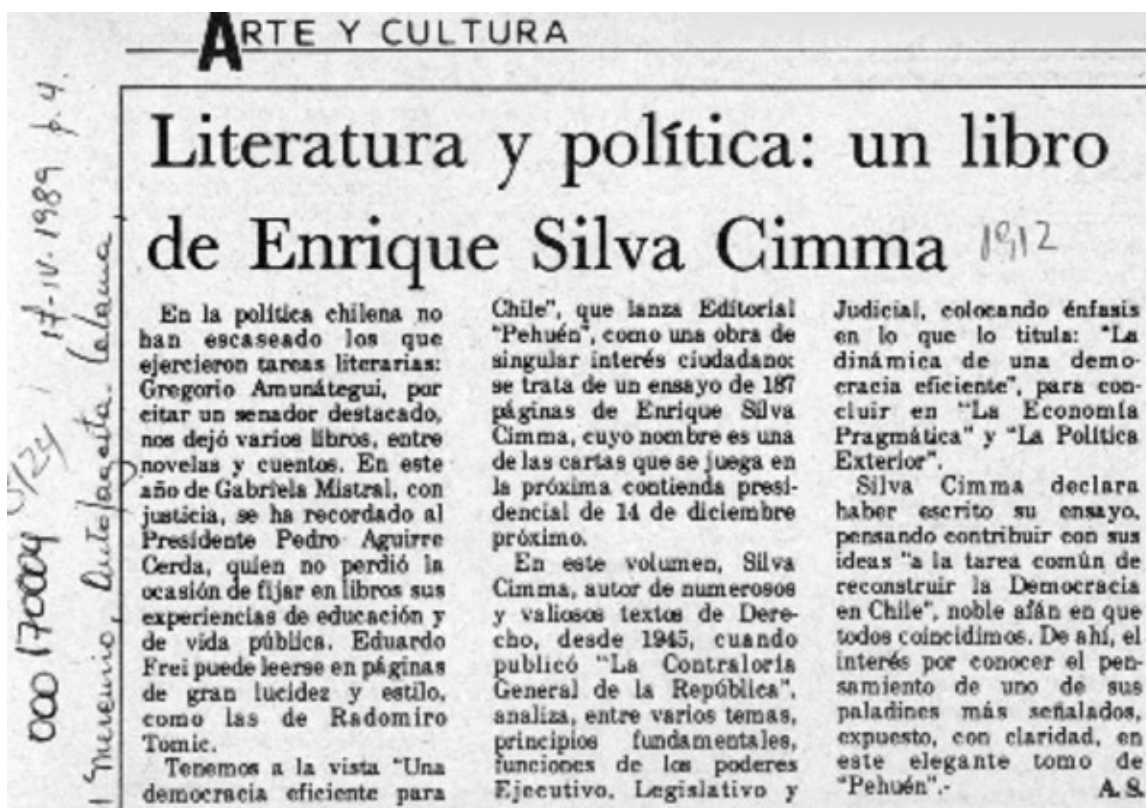 ARTE Y CULTURA
Literatura y política: un libro
de Enrique Silva Cimma
1912
En la política chilena no
han escaseado los que
ejercieron tareas literarias:
Gregorio Amunátegui, por
citar un senador destacado,
nos dejó varios libros, entre
novelas y cuentos. En este
año de Gabriela Mistral, con
justicia, se ha recordado al
Presidente Pedro Aguirre
Cerda, quien no perdió la
ocasión de fijar en libros sus
experiencias de educación y
de vida pública. Eduardo
Frei puede leerse en páginas
de gran lucidez y estilo,
como las de Radomiro
Tomic.
Tenemos a la vista "Una
democracia eficiente para
Chile", que lanza Editorial
"Pehuén", como una obra de
singular interés ciudadano:
se trata de un ensayo de 187
páginas de Enrique Silva
Cimma, cuyo nombre es una
de las cartas que se juega en
la próxima contienda presi-
dencial de 14 de diciembre
próximo.
En este volumen, Silva
Cimma, autor de numerosos
y valiosos textos de Dere-
cho, desde 1945, cuando
publicó "La Contraloría
General de la República",
analiza, entre varios temas,
principios fundamentales,
funciones de los poderes
Ejecutivo, Legislativo y
Judicial, colocando énfasis
en lo que lo titula: "La
dinámica de una demo-
cracia eficiente", para con-
cluir en "La Economía
Pragmática" y "La Política
Exterior".
Silva Cimma declara
haber escrito su ensayo,
pensando contribuir con sus
ideas "a la tarea común de
reconstruir la Democracia
en Chile", noble afán en que
todos coincidimos. De ahí, el
interés por conocer el pen-
samiento de uno de sus
paladines más señalados,
expuesto, con claridad, en
este elegante tomo de
"Pehuén".-
A.S
000170004
Mercurio, Antofagasta. Calama, 17-IV-1989 p.4.